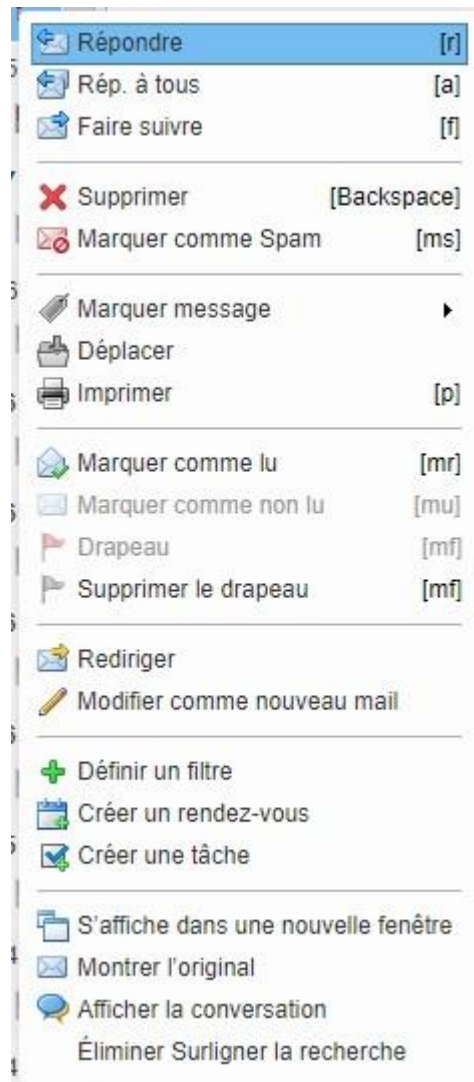 Répondre [r]
Rép. à tous [a]
Faire suivre [f]
Supprimer [Backspace]
Marquer comme Spam [ms]
Marquer message
Déplacer
Imprimer [p]
Marquer comme lu [mr]
Marquer comme non lu [mu]
Drapeau [mf]
Supprimer le drapeau [mf]
Rediriger
Modifier comme nouveau mail
Définir un filtre
Créer un rendez-vous
Créer une tâche
S'affiche dans une nouvelle fenêtre
Montrer l'original
Afficher la conversation
Éliminer Surligner la recherche